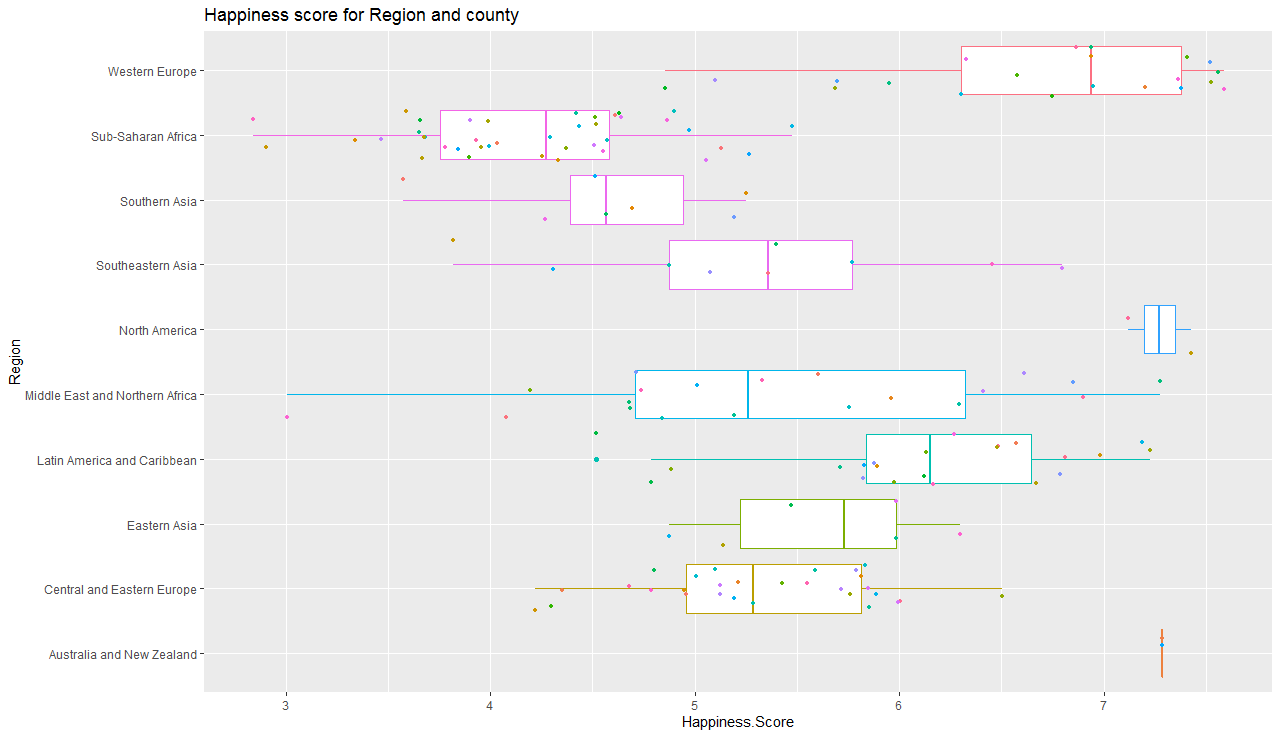 Happiness score for Region and county
Western Europe
Sub-Saharan Africa
Southern Asia
Southeastern Asia
North America
Middle East and Northern Africa
Latin America and Caribbean
Eastern Asia
Central and Eastern Europe
Australia and New Zealand
Region
3 4 5 6 7
Happiness.Score